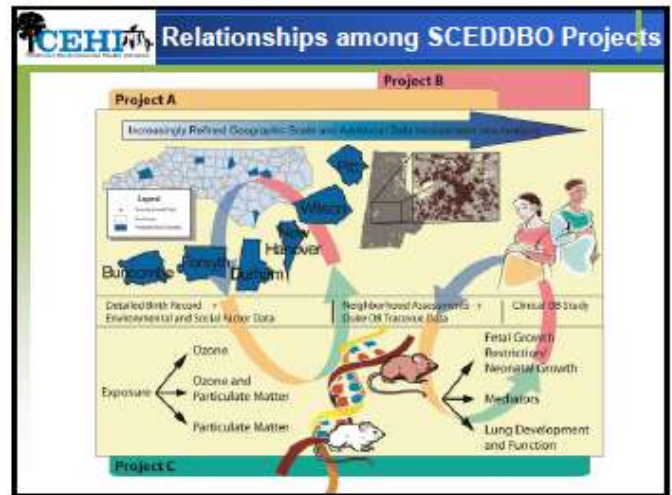 CEHI
Relationships among SCEDDBO Projects
Project B
Project A
Increasingly Refined Geographic Scale and Additional Data
Legend
Pitt
Wilson
New
Hanover
Buncombe
Forsyth
Durham
Detailed Birth Record +
Environmental and Social Factor Data
Neighborhood Assessments +
Duke OB Tracevue Data
Clinical OB Study
Exposure
Ozone
Ozone and
Particulate Matter
Particulate Matter
Fetal Growth
Restriction/
Neonatal Growth
Mediators
Lung Development
and Function
Project C